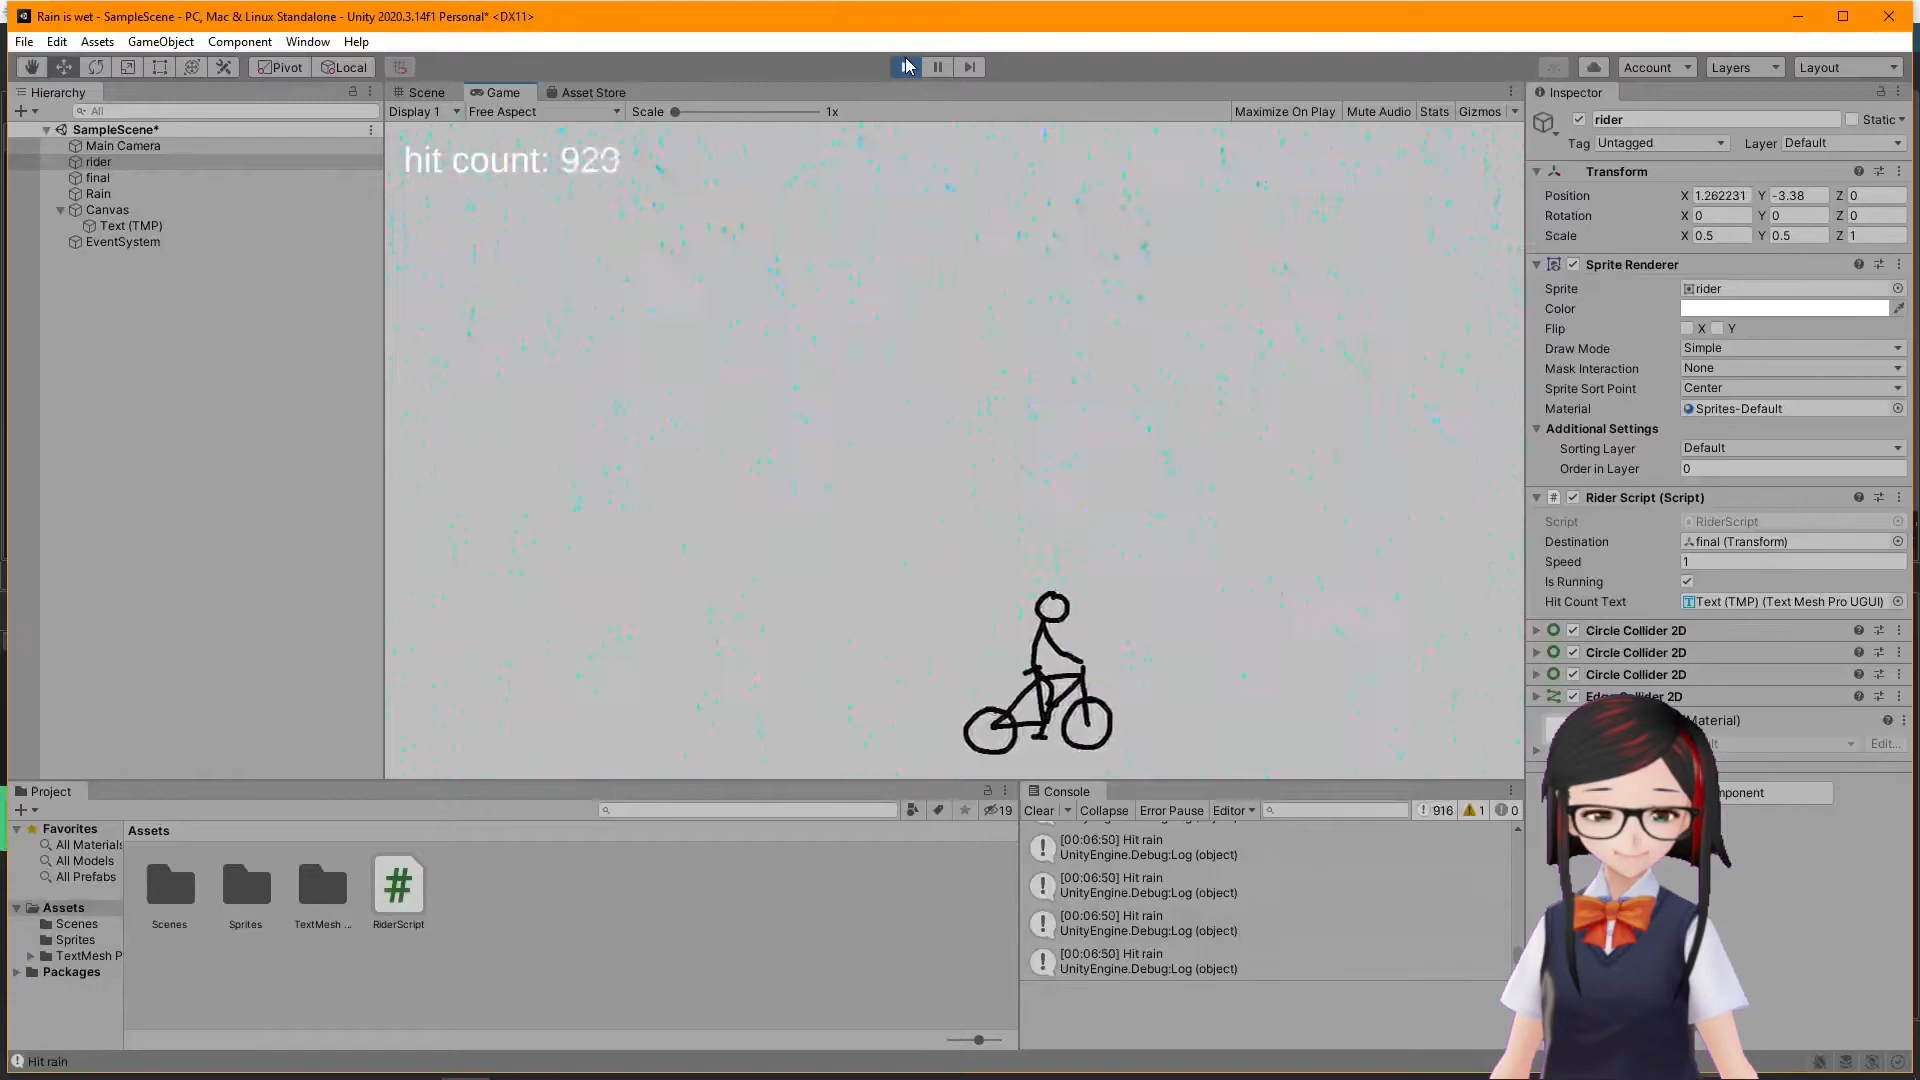 Rain is wet - SampleScene - PC, Mac & Linux Standalone - Unity 2020.3.14f1 Personal* <DX11>
File Edit Assets GameObject Component Window Help
Pivot Local Account Layers Layout
Hierarchy
All
SampleScene*
Main Camera
rider
final
Rain
Canvas
Text (TMP)
EventSystem
Scene Game Asset Store
Display 1 Free Aspect Scale 1x Maximize On Play Mute Audio Stats Gizmos
hit count: 923
Inspector
rider Static
Tag Untagged Layer Default
Transform
Position X 1.262231 Y -3.38 Z 0
Rotation X 0 Y 0 Z 0
Scale X 0.5 Y 0.5 Z 1
Sprite Renderer
Sprite rider
Color
Flip X Y
Draw Mode Simple
Mask Interaction None
Sprite Sort Point Center
Material Sprites-Default
Additional Settings
Sorting Layer Default
Order in Layer 0
Rider Script (Script)
Script RiderScript
Destination final (Transform)
Speed 1
Is Running
Hit Count Text Text (TMP) (Text Mesh Pro UGUI)
Circle Collider 2D
Circle Collider 2D
Circle Collider 2D
Edge Collider 2D
Material)
Edit...
mponent
Project
19
Favorites
All Materials
All Models
All Prefabs
Assets
Scenes
Sprites
TextMesh P
Packages
Assets
Scenes Sprites TextMesh ... RiderScript
Console
Clear Collapse Error Pause Editor 916 1 0
[00:06:50] Hit rain
UnityEngine.Debug:Log (object)
[00:06:50] Hit rain
UnityEngine.Debug:Log (object)
[00:06:50] Hit rain
UnityEngine.Debug:Log (object)
[00:06:50] Hit rain
UnityEngine.Debug:Log (object)
Hit rain